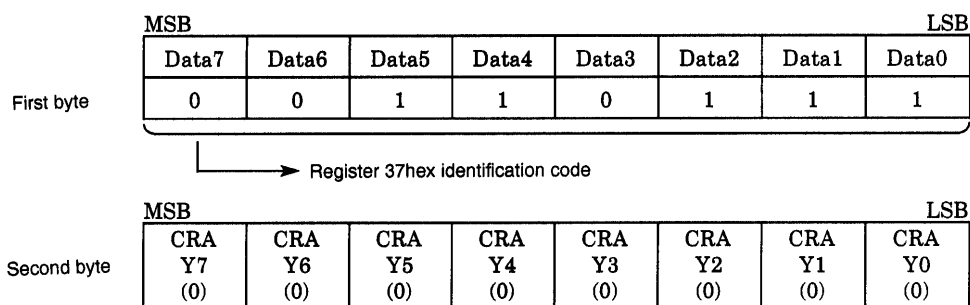 MSB LSB
Data7 Data6 Data5 Data4 Data3 Data2 Data1 Data0
First byte 0 0 1 1 0 1 1 1
Register 37hex identification code
MSB LSB
CRA CRA CRA CRA CRA CRA CRA CRA
Second byte Y7 Y6 Y5 Y4 Y3 Y2 Y1 Y0
(0) (0) (0) (0) (0) (0) (0) (0)